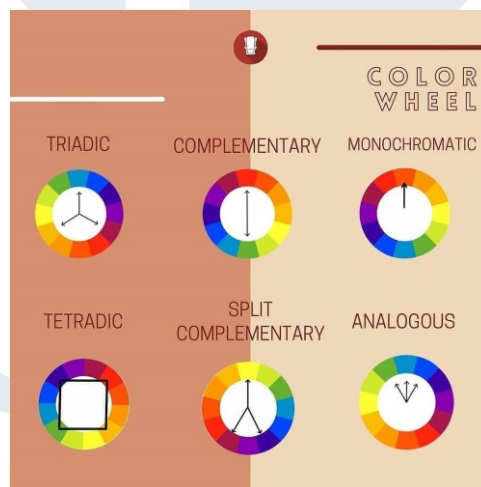 COLOR
WHEEL
TRIADIC
COMPLEMENTARY
MONOCHROMATIC
TETRADIC
SPLIT
COMPLEMENTARY
ANALOGOUS